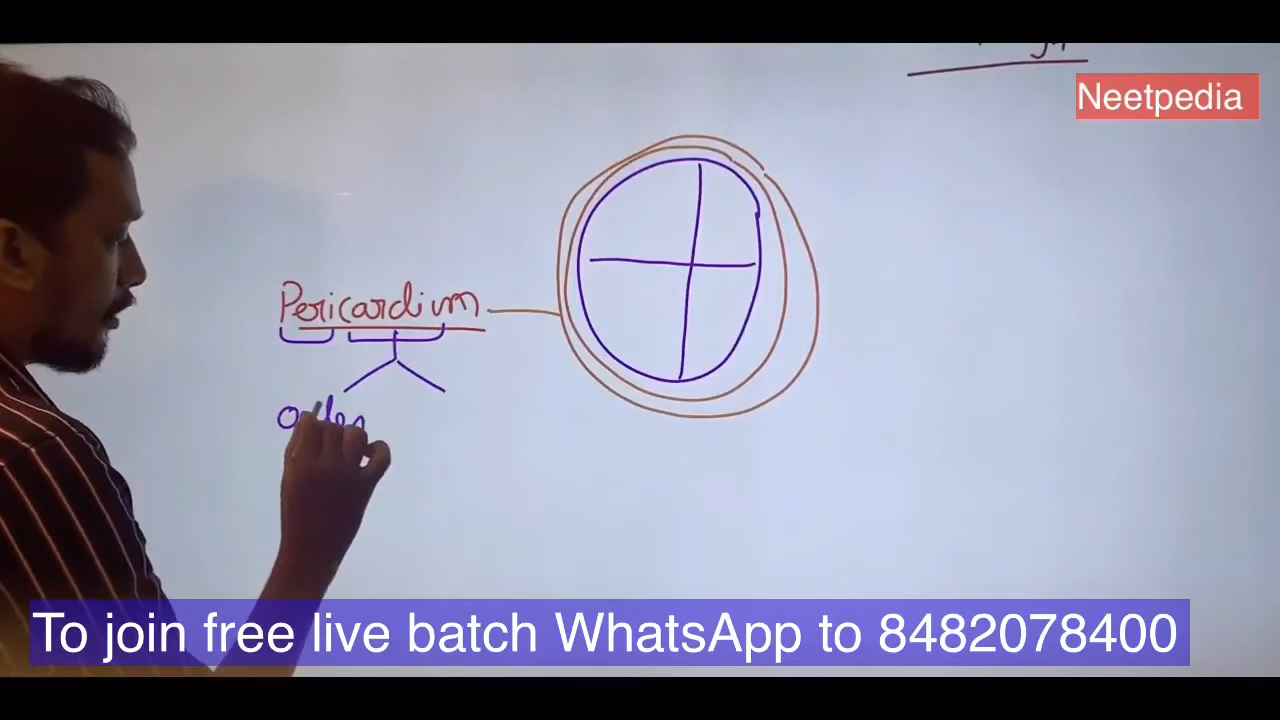 Neetpedia
Pericardium
To join free live batch WhatsApp to 8482078400